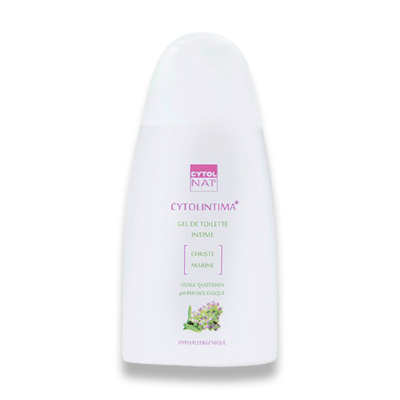 CYTOL
NAT®
CYTOLINTIMA®
GEL DE TOILETTE
INTIME
CHRISTE
MARINE
USAGE QUOTIDIEN
pH PHYSIOLOGIQUE
HYPOALLERGÉNIQUE